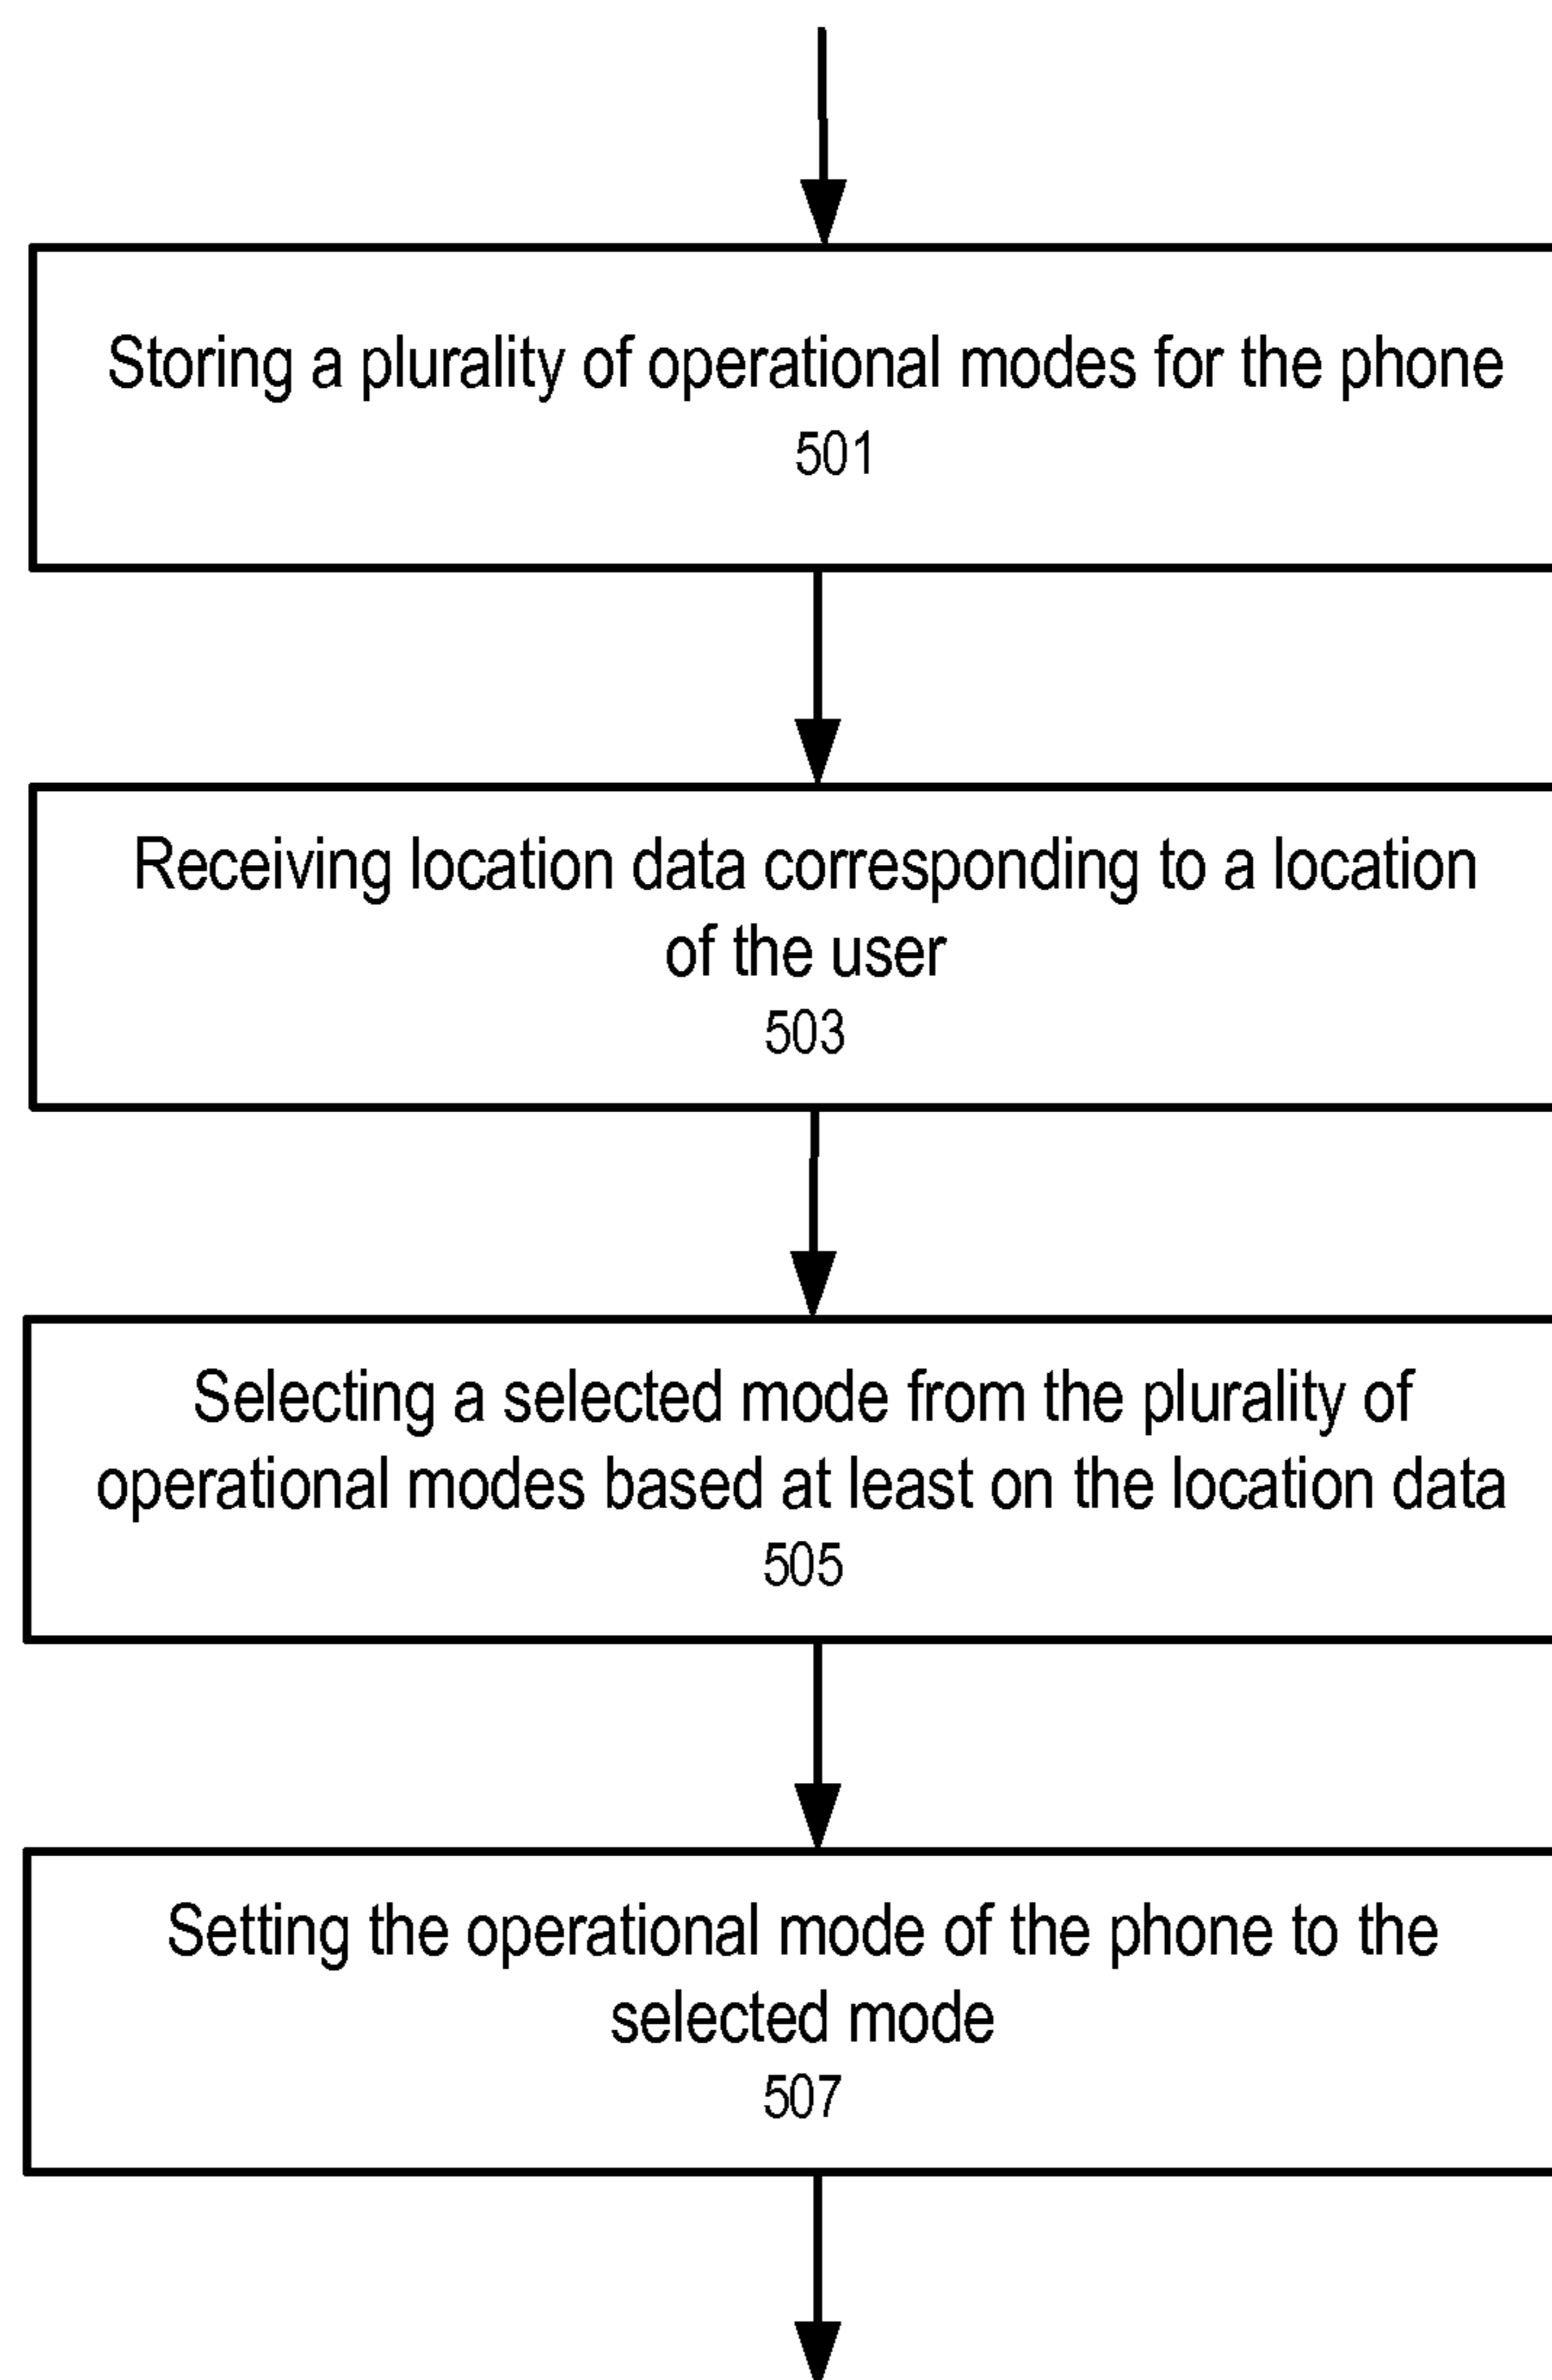 Storing a plurality of operational modes for the phone
501
Receiving location data corresponding to a location
of the user
503
Selecting a selected mode from the plurality of
operational modes based at least on the location data
505
Setting the operational mode of the phone to the
selected mode
507